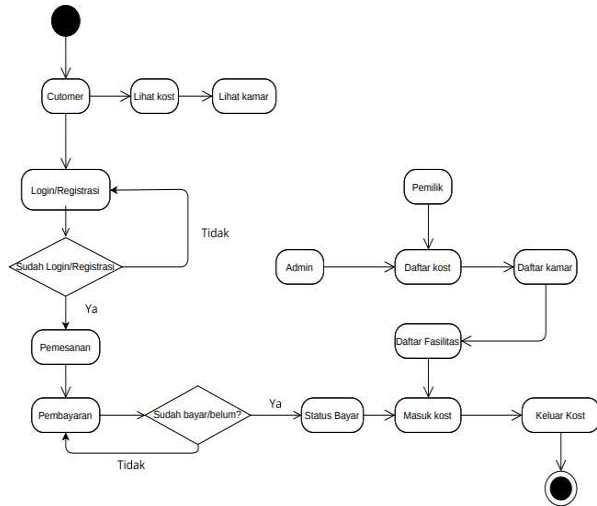 Cutomer
Lihat kost
Lihat kamar
Login/Registrasi
Pemilik
Tidak
Sudah Login/Registrasi
Admin
Daftar kost
Daftar kamar
Ya
Pemesanan
Daftar Fasilitas
Pembayaran
Sudah bayar/belum?
Ya
Status Bayar
Masuk kost
Keluar Kost
Tidak